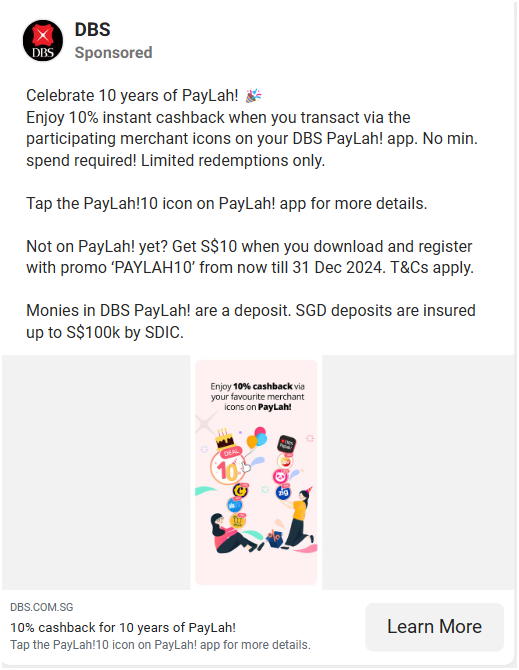 DBS
DBS
Sponsored
Celebrate 10 years of PayLah! 🎉
Enjoy 10% instant cashback when you transact via the
participating merchant icons on your DBS PayLah! app. No min.
spend required! Limited redemptions only.
Tap the PayLah!10 icon on PayLah! app for more details.
Not on PayLah! yet? Get S$10 when you download and register
with promo ‘PAYLAH10’ from now till 31 Dec 2024. T&Cs apply.
Monies in DBS PayLah! are a deposit. SGD deposits are insured
up to S$100k by SDIC.
Enjoy 10% cashback via
your favourite merchant
icons on PayLah!
DEAL
10
zig
DBS.COM.SG
10% cashback for 10 years of PayLah!
Tap the PayLah!10 icon on PayLah! app for more details.
Learn More